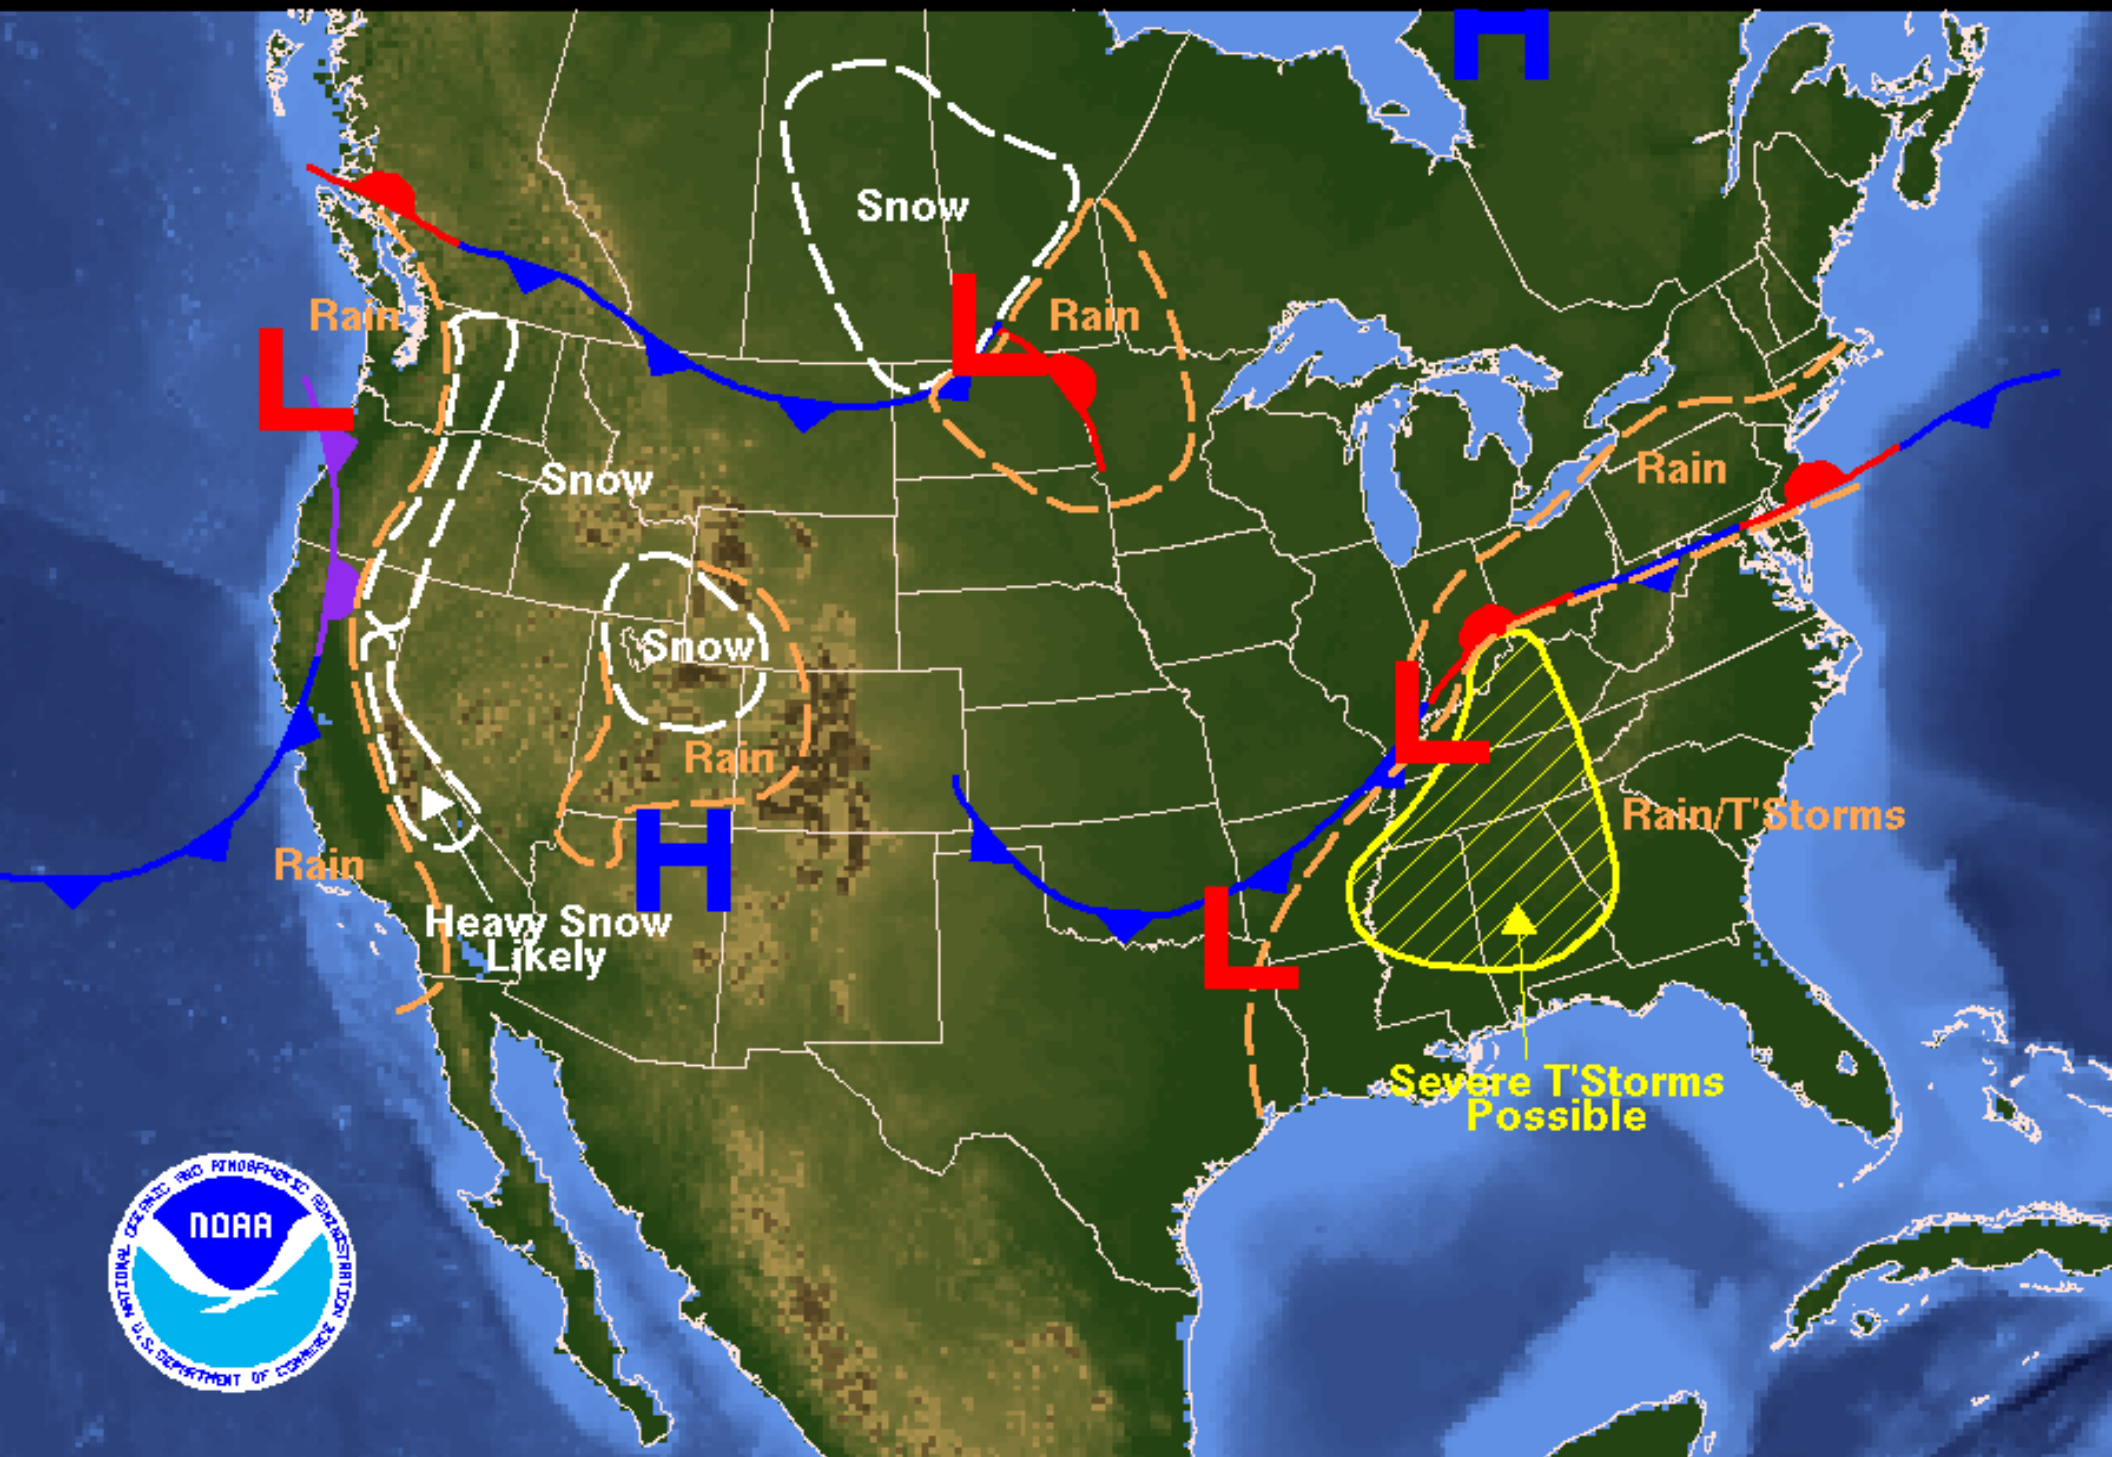 H
Snow
L
Rain
Rain
L
Rain
Snow
Snow
Rain
L
H
Rain/T'Storms
Rain
Heavy Snow
Likely
L
Severe T'Storms
Possible
NOAA
NATIONAL OCEANIC AND ATMOSPHERIC ADMINISTRATION
U.S. DEPARTMENT OF COMMERCE